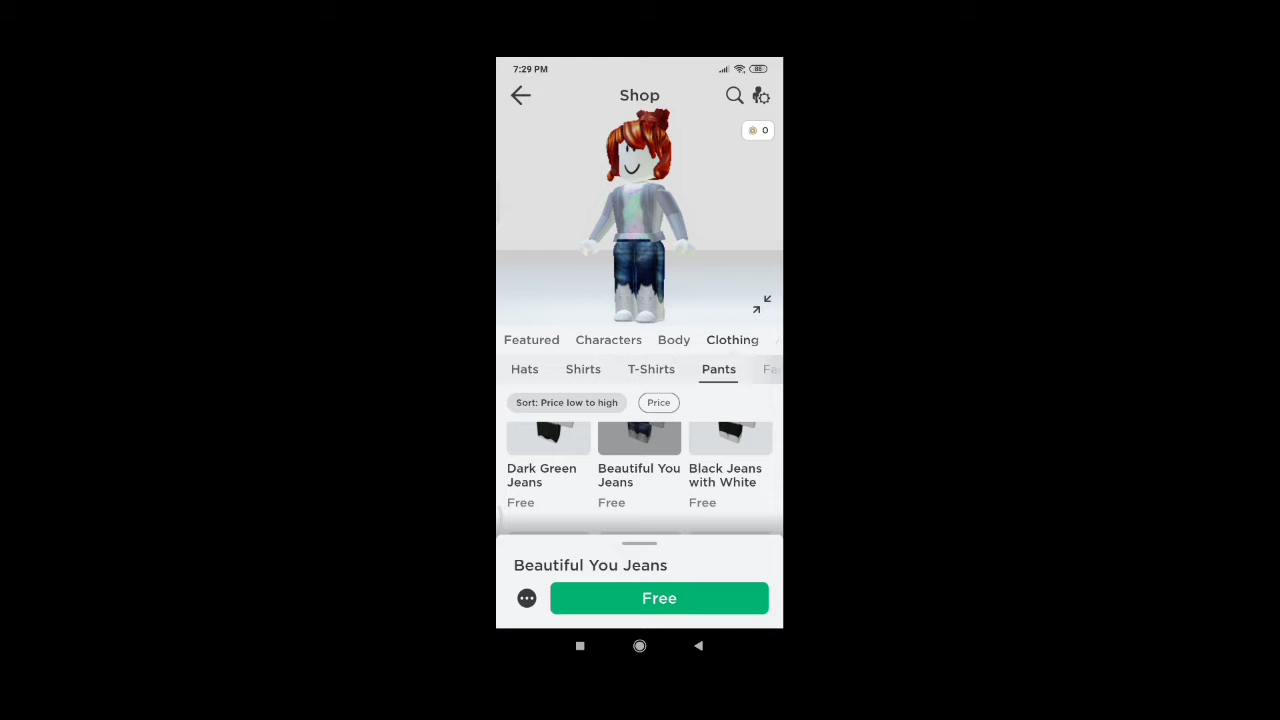 7:29 PM
88
Shop
0
Featured Characters Body Clothing
Hats Shirts T-Shirts Pants
Sort: Price low to high Price
Dark Green Jeans
Free
Beautiful You Jeans
Free
Black Jeans with White
Free
Beautiful You Jeans
Free